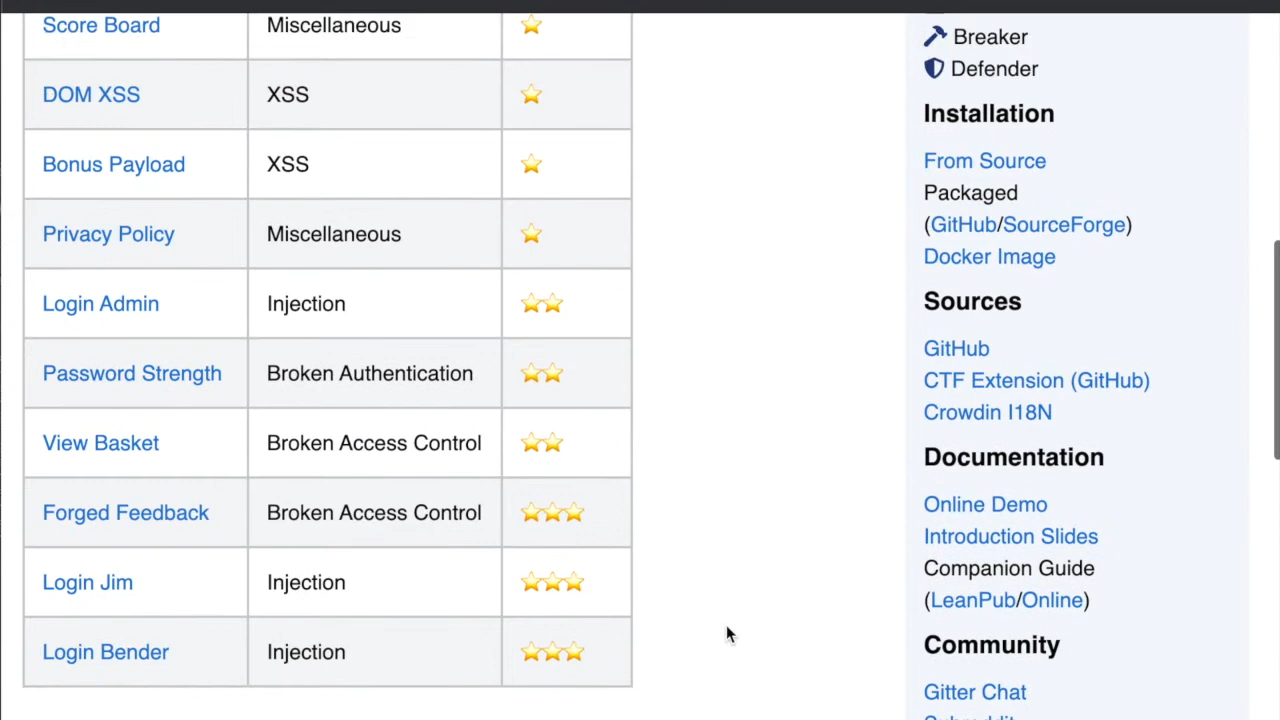 Score Board Miscellaneous ⭐
DOM XSS XSS ⭐
Bonus Payload XSS ⭐
Privacy Policy Miscellaneous ⭐
Login Admin Injection ⭐⭐
Password Strength Broken Authentication ⭐⭐
View Basket Broken Access Control ⭐⭐
Forged Feedback Broken Access Control ⭐⭐⭐
Login Jim Injection ⭐⭐⭐
Login Bender Injection ⭐⭐⭐
Breaker
Defender
Installation
From Source
Packaged
(GitHub/SourceForge)
Docker Image
Sources
GitHub
CTF Extension (GitHub)
Crowdin I18N
Documentation
Online Demo
Introduction Slides
Companion Guide
(LeanPub/Online)
Community
Gitter Chat